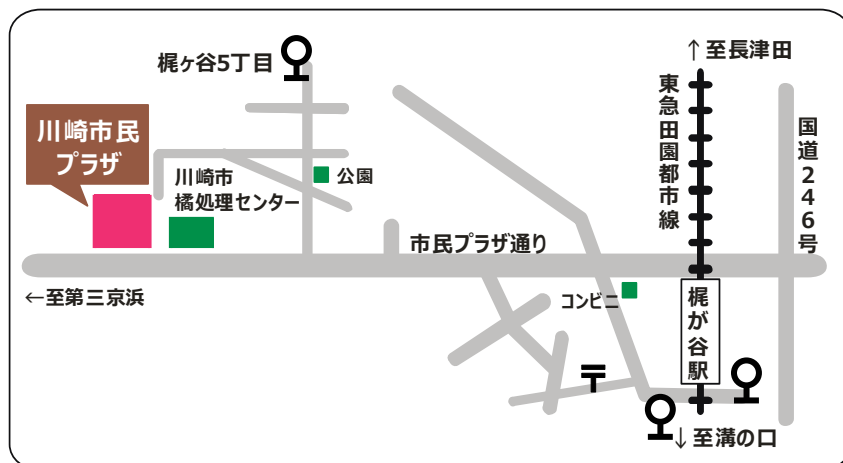 梶ヶ谷5丁目
↑至長津田
川崎市民
プラザ
東急田園都市線
国道246号
川崎市
橘処理センター
公園
市民プラザ通り
←至第三京浜
コンビニ
梶が谷駅
〒
↓至溝の口